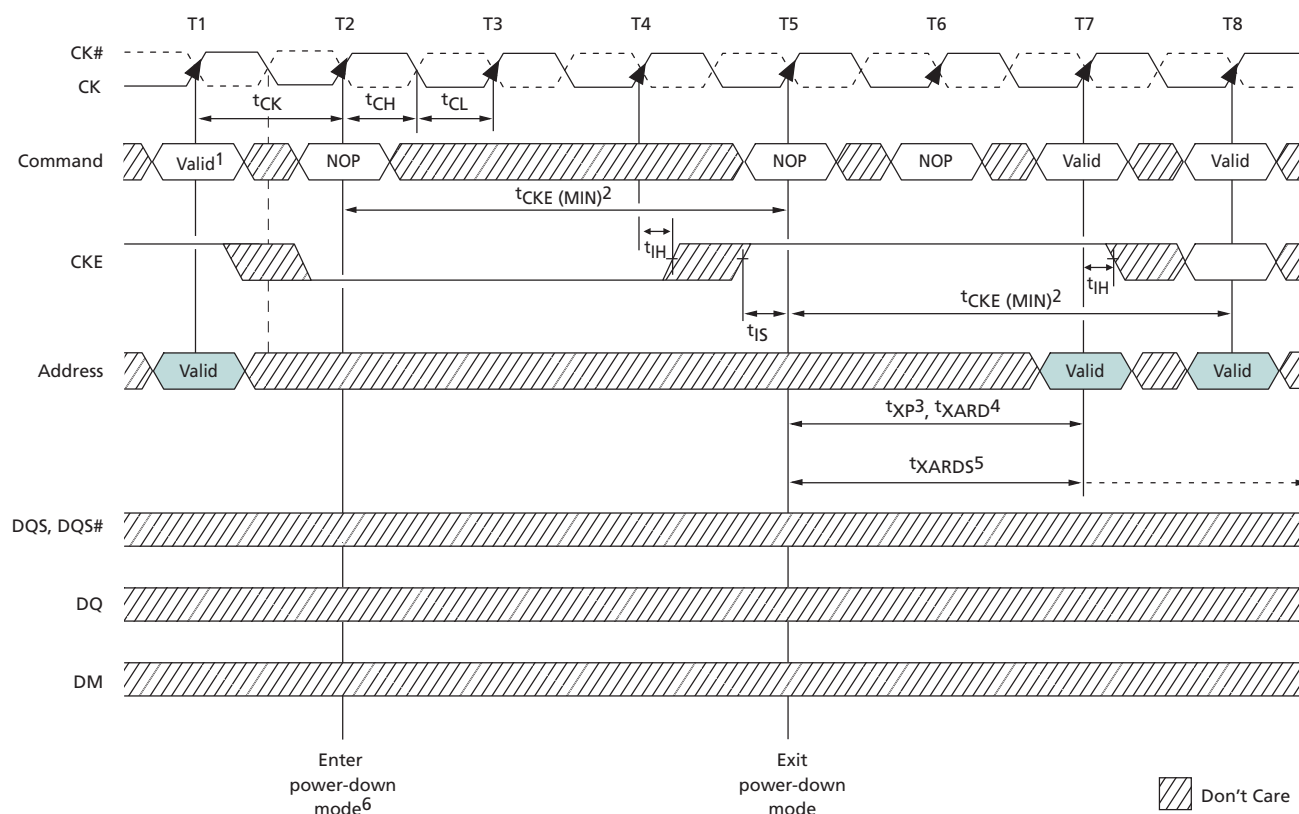 T1 T2 T3 T4 T5 T6 T7 T8
CK#
CK
tCK tCH tCL
Command Valid1 NOP NOP NOP Valid Valid
tCKE (MIN)2
tIH
CKE
tIH
tCKE (MIN)2
tIS
Address Valid Valid Valid
tXP3, tXARD4
tXARDS5
DQS, DQS#
DQ
DM
Enter
power-down
mode6
Exit
power-down
mode
Don't Care